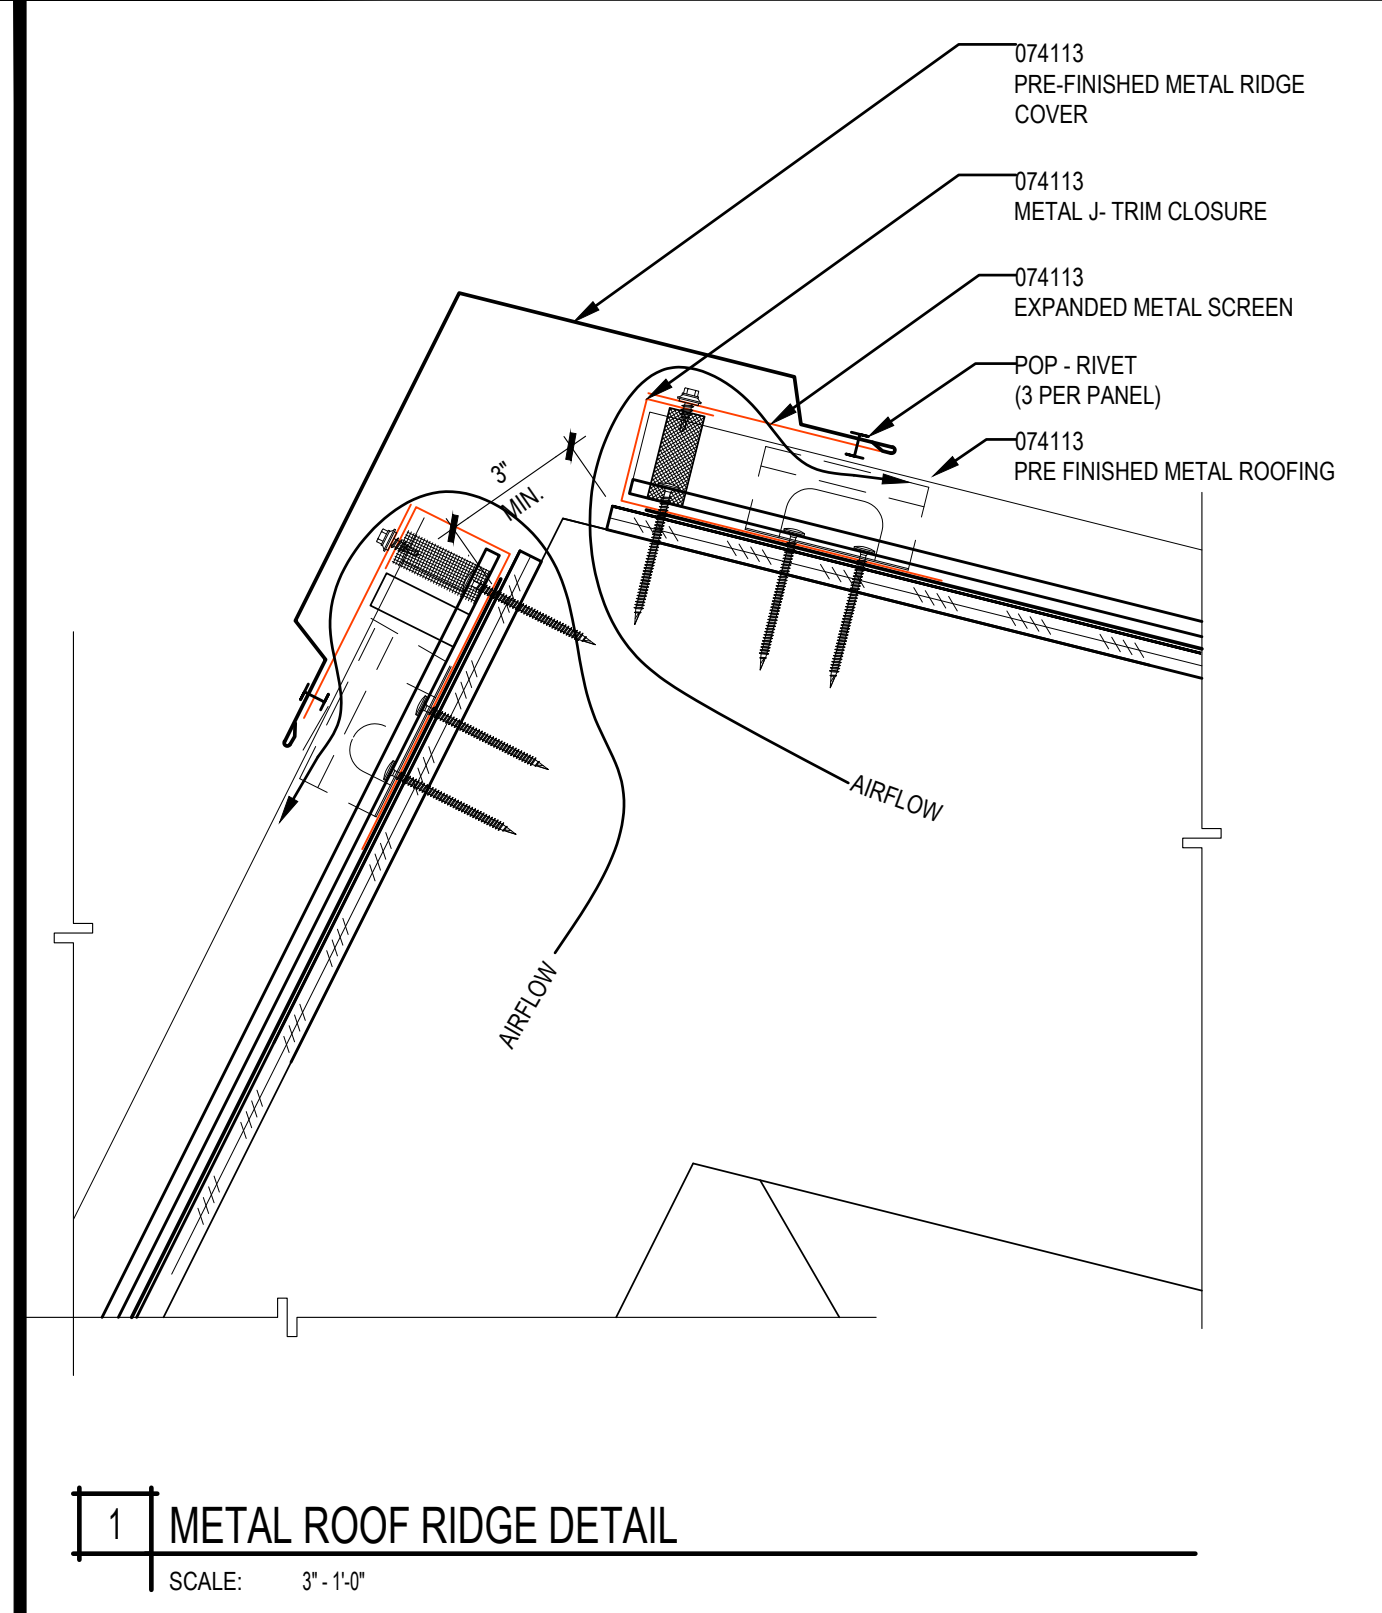 074113
PRE-FINISHED METAL RIDGE
COVER
074113
METAL J- TRIM CLOSURE
074113
EXPANDED METAL SCREEN
POP - RIVET
(3 PER PANEL)
074113
PRE FINISHED METAL ROOFING
3"
MIN.
AIRFLOW
AIRFLOW
1
METAL ROOF RIDGE DETAIL
SCALE: 3" - 1'-0"